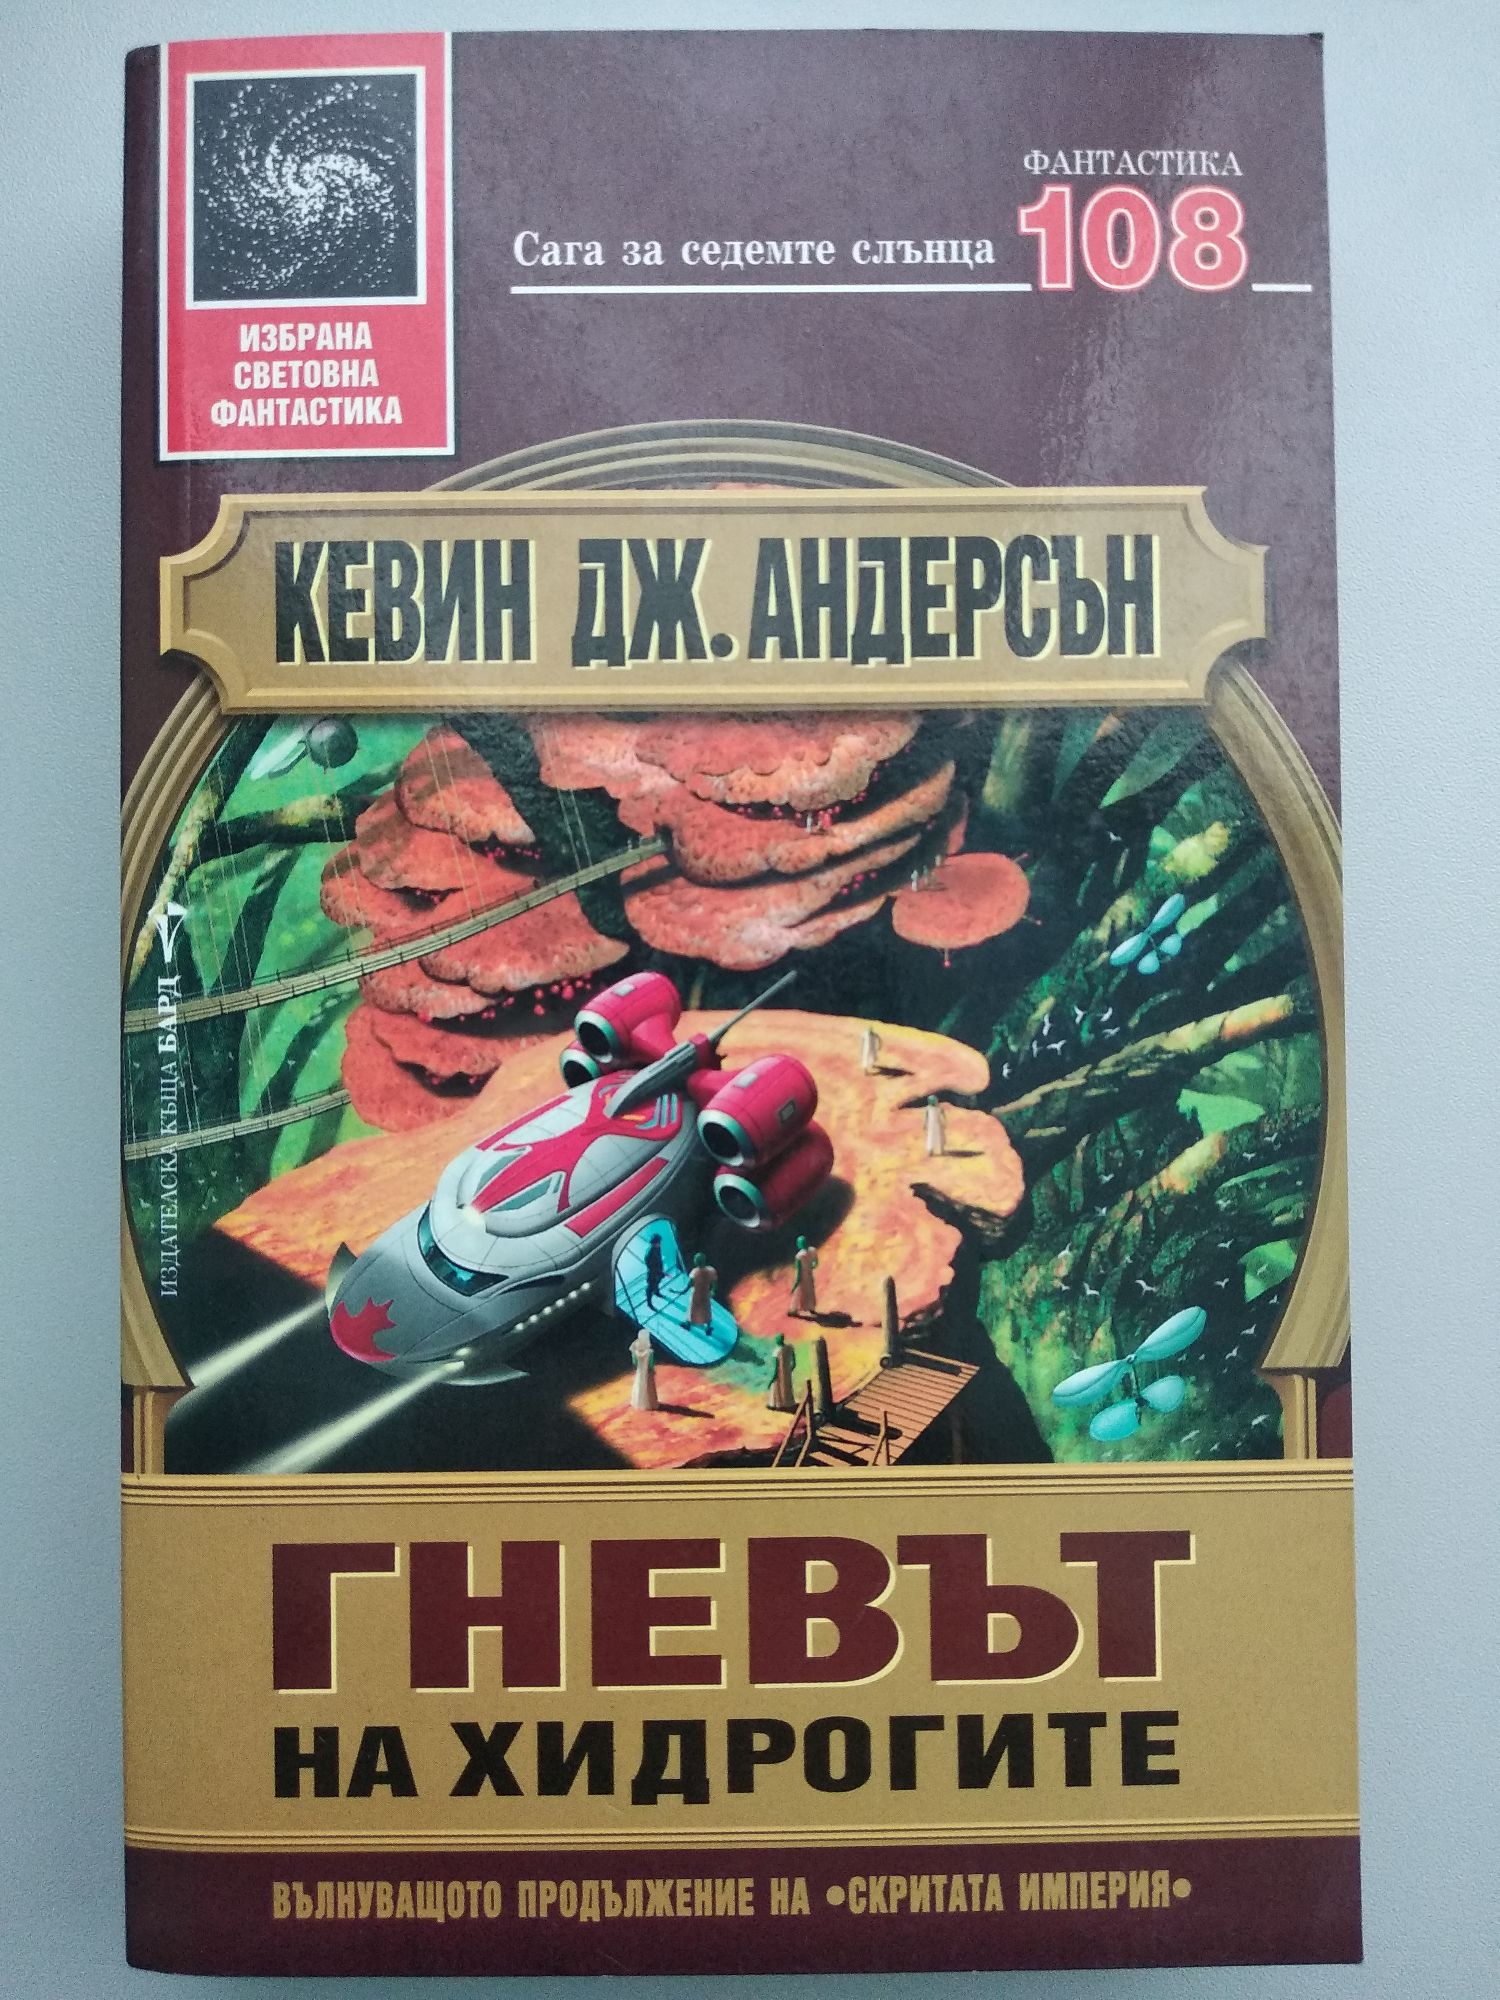 ИЗБРАНА
СВЕТОВНА
ФАНТАСТИКА
ФАНТАСТИКА
Сага за седемте слънца 108
КЕВИН ДЖ. АНДЕРСЪН
ИЗДАТЕЛСКА КЪЩА БАРД
ГНЕВЪТ
НА ХИДРОГИТЕ
ВЪЛНУВАЩОТО ПРОДЪЛЖЕНИЕ НА •СКРИТАТА ИМПЕРИЯ•